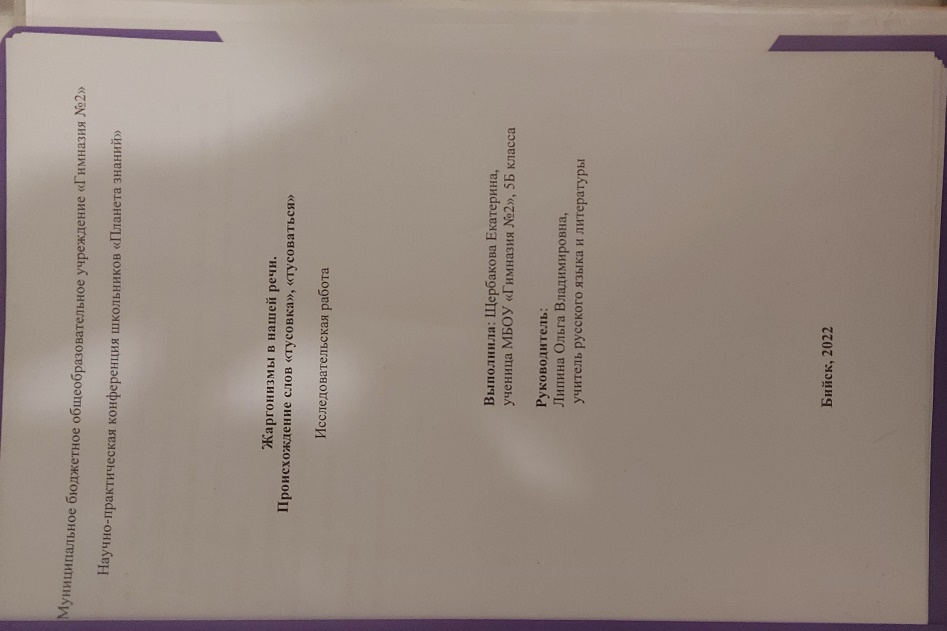 Муниципальное бюджетное общеобразовательное учреждение «Гимназия №2»
Научно-практическая конференция школьников «Планета знаний»
Жаргонизмы в нашей речи.
Происхождение слов «тусовка», «тусоваться»
Исследовательская работа
Выполнила: Щербакова Екатерина,
ученица МБОУ «Гимназия №2», 5Б класса
Руководитель:
Липина Ольга Владимировна,
учитель русского языка и литературы
Бийск, 2022